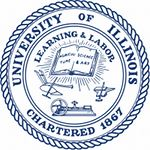 UNIVERSITY OF ILLINOIS
LEARNING & LABOR
CHARTERED 1867